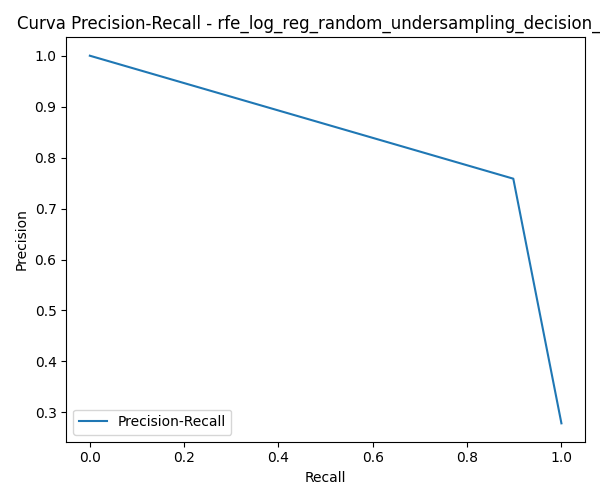 Curva Precision-Recall - rfe_log_reg_random_undersampling_decision_
1.0
0.9
0.8
0.7
0.6
0.5
0.4
0.3
Precision
Precision-Recall
0.0 0.2 0.4 0.6 0.8 1.0
Recall